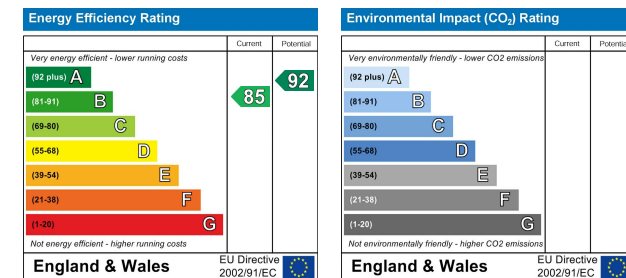 Energy Efficiency Rating
Current Potential
Very energy efficient - lower running costs
(92 plus) A
92
(81-91) B
85
(69-80) C
(55-68) D
(39-54) E
(21-38) F
(1-20) G
Not energy efficient - higher running costs
England & Wales
EU Directive
2002/91/EC
Environmental Impact (CO2) Rating
Current Potential
Very environmentally friendly - lower CO2 emissions
(92 plus) A
(81-91) B
(69-80) C
(55-68) D
(39-54) E
(21-38) F
(1-20) G
Not environmentally friendly - higher CO2 emissions
England & Wales
EU Directive
2002/91/EC